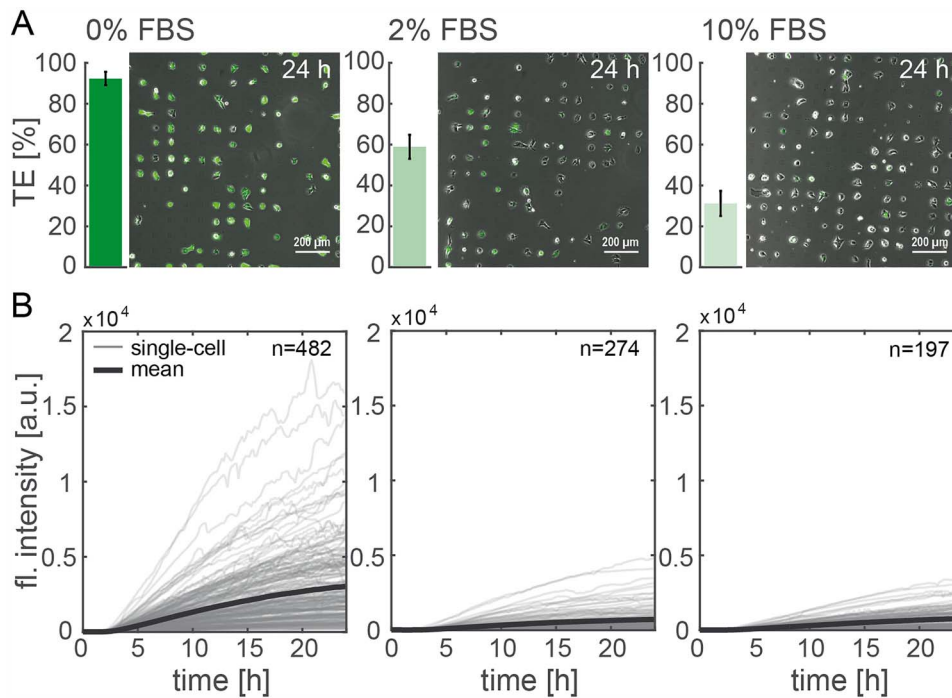 A
0% FBS
2% FBS
10% FBS
TE [%]
100
80
60
40
20
0
24 h
200 µm
100
80
60
40
20
0
24 h
200 µm
100
80
60
40
20
0
24 h
200 µm
B
fl. intensity [a.u.]
x10⁴
2
1.5
1
0.5
0
single-cell
mean
n=482
0 5 10 15 20
time [h]
x10⁴
2
1.5
1
0.5
0
n=274
0 5 10 15 20
time [h]
x10⁴
2
1.5
1
0.5
0
n=197
0 5 10 15 20
time [h]